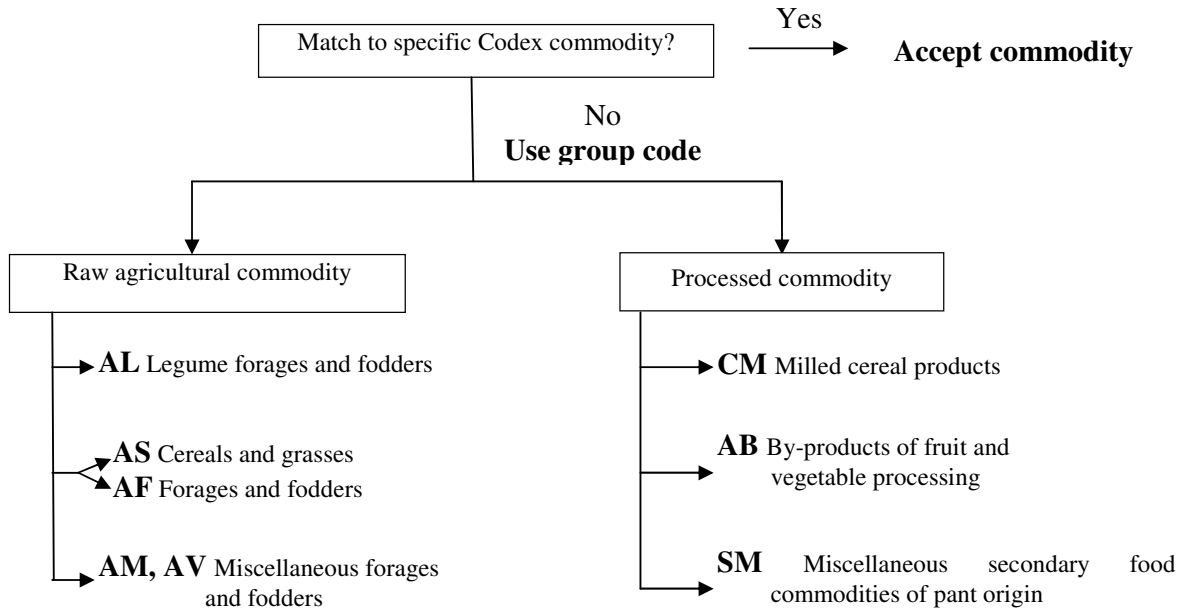 Match to specific Codex commodity?
Yes
Accept commodity
No
Use group code
Raw agricultural commodity
AL Legume forages and fodders
AS Cereals and grasses
AF Forages and fodders
AM, AV Miscellaneous forages
and fodders
Processed commodity
CM Milled cereal products
AB By-products of fruit and
vegetable processing
SM Miscellaneous secondary food
commodities of pant origin